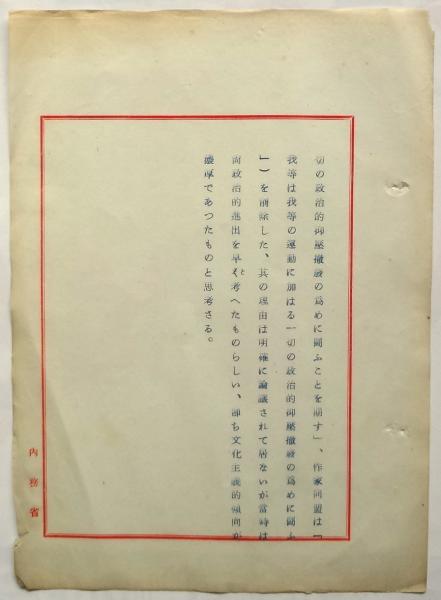 切の政治的抑壓撤廢の爲めに鬪ふことを期す」、作家同盟は「
我等は我等の運動に加はる一切の政治的抑壓撤廢の爲めに鬪ふ
」)を削除した、其の理由は明確に論議されて居ないが當時は
尚政治的進出を早くと考へたものらしい、卽ち文化主義的傾向が
濃厚であつたものと思考さる。
內務省